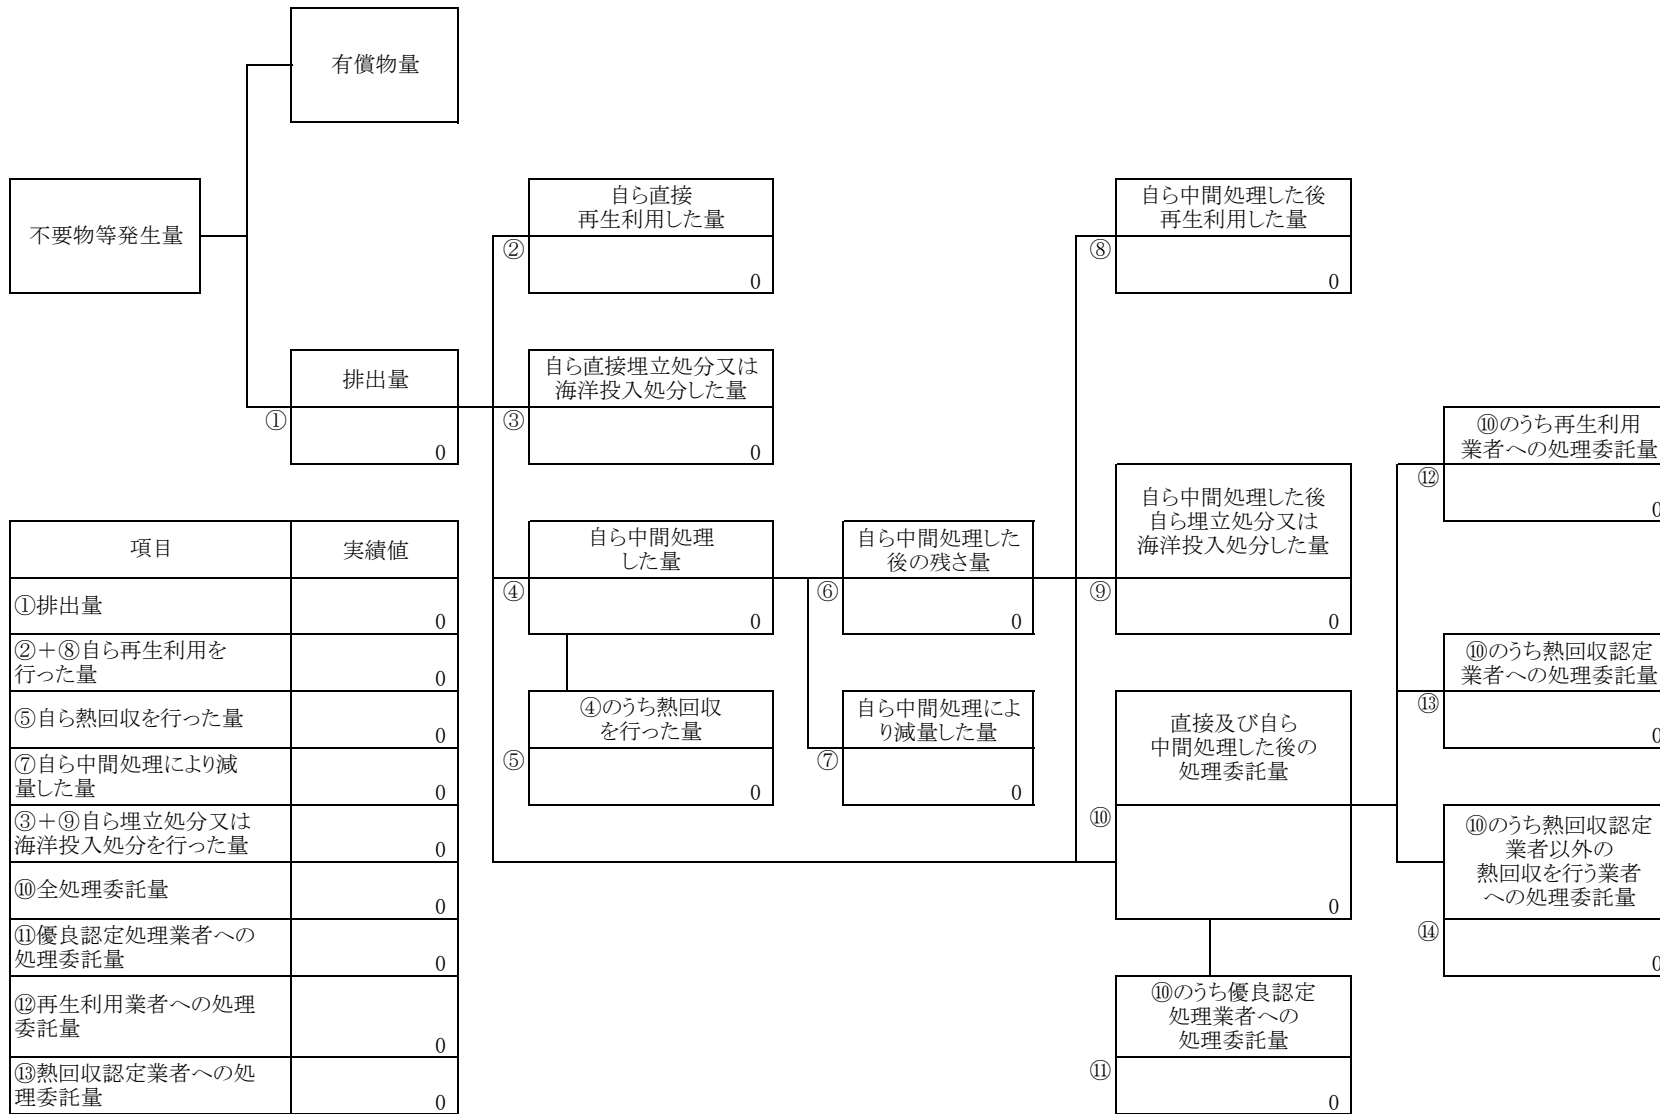 有償物量
不要物等発生量
自ら直接
再生利用した量
②
0
自ら中間処理した後
再生利用した量
⑧
0
排出量
①
0
自ら直接埋立処分又は
海洋投入処分した量
③
0
⑩のうち再生利用
業者への処理委託量
⑫
0
自ら中間処理
した量
④
0
自ら中間処理した
後の残さ量
⑥
0
自ら中間処理した後
自ら埋立処分又は
海洋投入処分した量
⑨
0
⑩のうち熱回収認定
業者への処理委託量
⑬
0
④のうち熱回収
を行った量
⑤
0
自ら中間処理によ
り減量した量
⑦
0
直接及び自ら
中間処理した後の
処理委託量
⑩
0
⑩のうち熱回収認定
業者以外の
熱回収を行う業者
への処理委託量
⑭
0
⑩のうち優良認定
処理業者への
処理委託量
⑪
0
項目 実績値
①排出量
0
②+⑧自ら再生利用を
行った量
0
⑤自ら熱回収を行った量
0
⑦自ら中間処理により減
量した量
0
③+⑨自ら埋立処分又は
海洋投入処分を行った量
0
⑩全処理委託量
0
⑪優良認定処理業者への
処理委託量
0
⑫再生利用業者への処理
委託量
0
⑬熱回収認定業者への処
理委託量
0